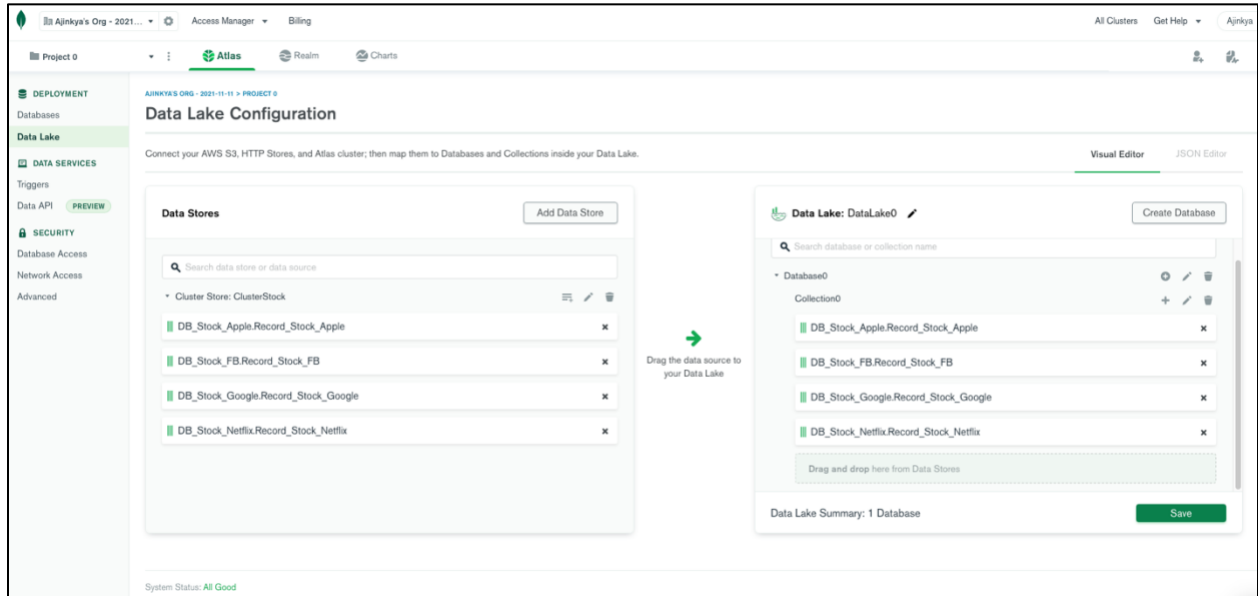 Ajinkya's Org - 2021... Access Manager Billing All Clusters Get Help Ajinkya
Project 0 Atlas Realm Charts
DEPLOYMENT
Databases
Data Lake
DATA SERVICES
Triggers
Data API PREVIEW
SECURITY
Database Access
Network Access
Advanced
AJINKYA'S ORG - 2021-11-11 > PROJECT 0
Data Lake Configuration
Connect your AWS S3, HTTP Stores, and Atlas cluster; then map them to Databases and Collections inside your Data Lake.
Visual Editor JSON Editor
Data Stores Add Data Store
Search data store or data source
Cluster Store: ClusterStock
DB_Stock_Apple.Record_Stock_Apple
DB_Stock_FB.Record_Stock_FB
DB_Stock_Google.Record_Stock_Google
DB_Stock_Netflix.Record_Stock_Netflix
Drag the data source to
your Data Lake
Data Lake: DataLake0 Create Database
Search database or collection name
Database0
Collection0
DB_Stock_Apple.Record_Stock_Apple
DB_Stock_FB.Record_Stock_FB
DB_Stock_Google.Record_Stock_Google
DB_Stock_Netflix.Record_Stock_Netflix
Drag and drop here from Data Stores
Data Lake Summary: 1 Database Save
System Status: All Good